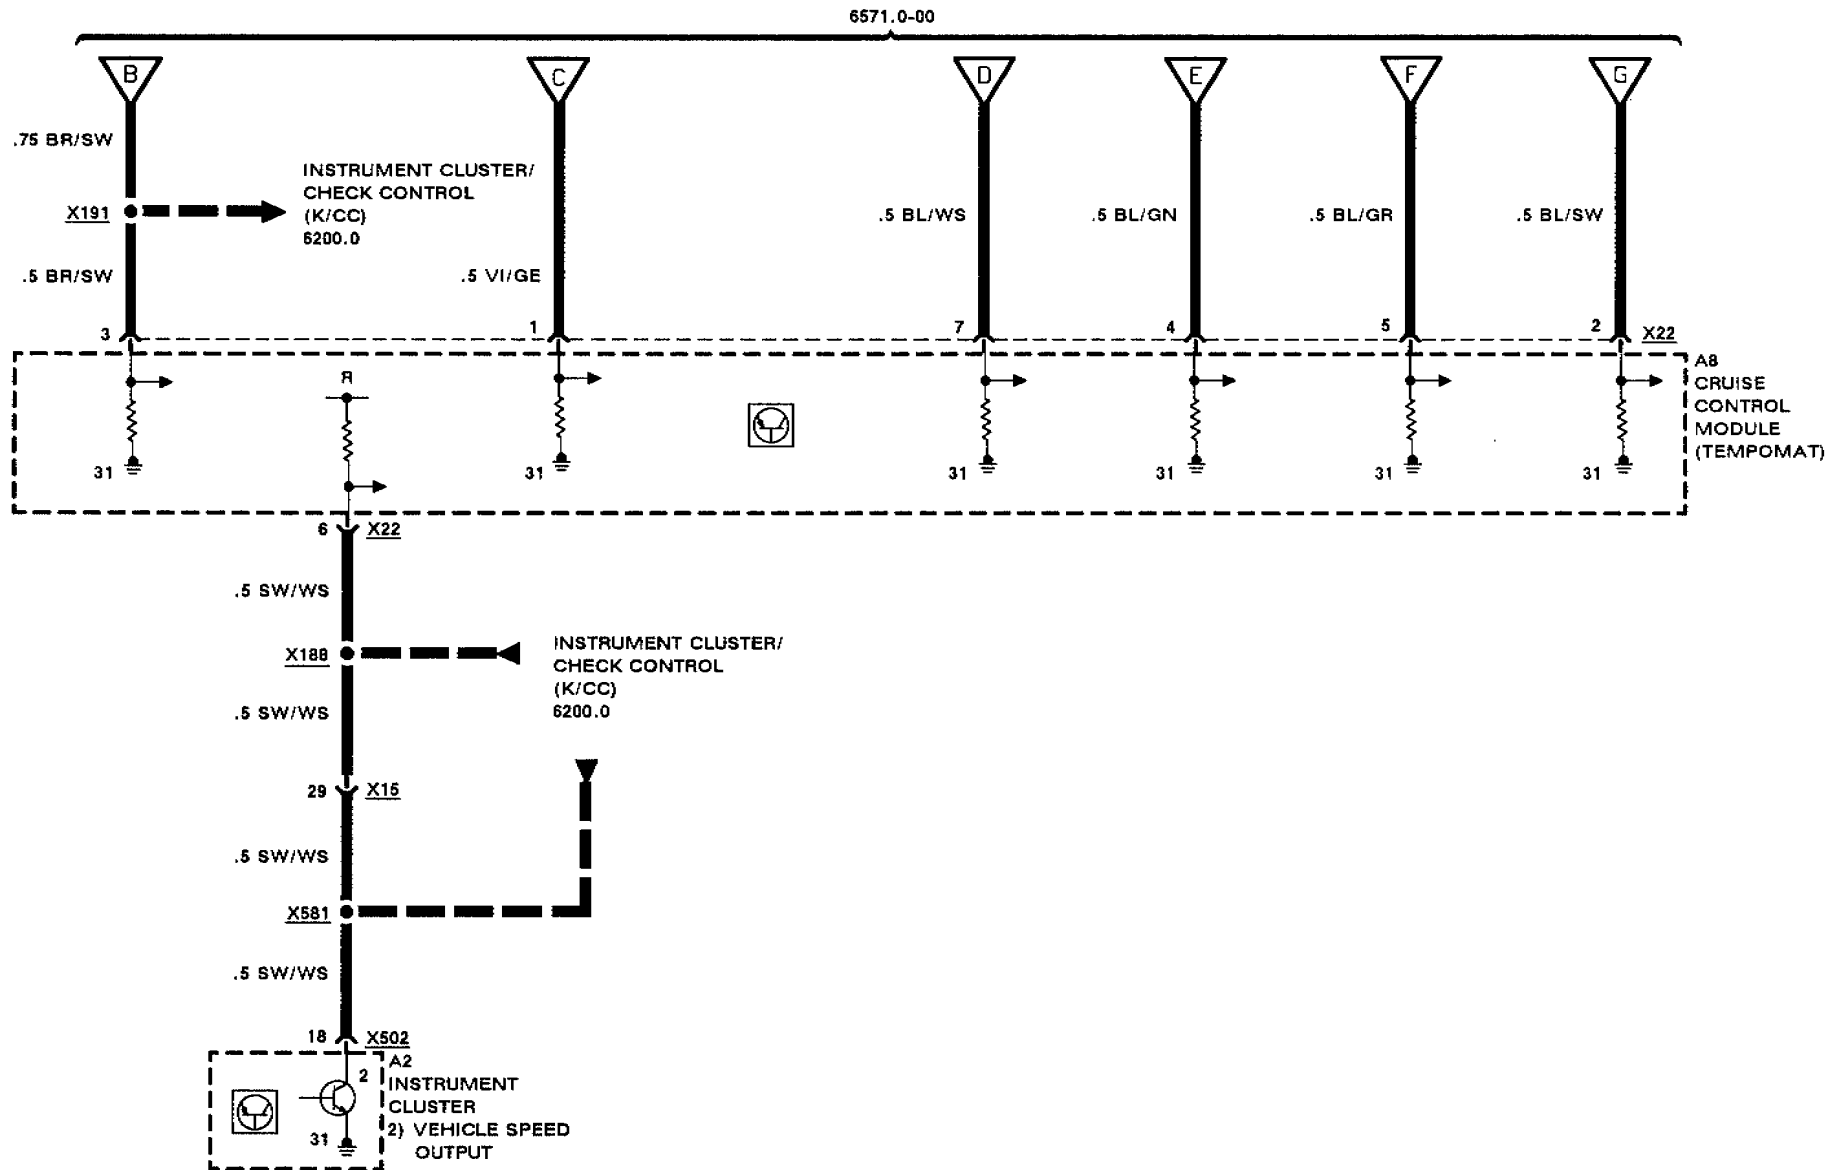 6571.0-00
B
C
D
E
F
G
.75 BR/SW
INSTRUMENT CLUSTER/
CHECK CONTROL
(K/CC)
6200.0
X191
.5 BL/WS
.5 BL/GN
.5 BL/GR
.5 BL/SW
.5 BR/SW
.5 VI/GE
3
1
7
4
5
2
X22
A8
CRUISE
CONTROL
MODULE
(TEMPOMAT)
31
31
31
31
31
31
6
X22
.5 SW/WS
X188
INSTRUMENT CLUSTER/
CHECK CONTROL
(K/CC)
6200.0
.5 SW/WS
29
X15
.5 SW/WS
X581
.5 SW/WS
18
X502
A2
2
INSTRUMENT
CLUSTER
31
2) VEHICLE SPEED
OUTPUT